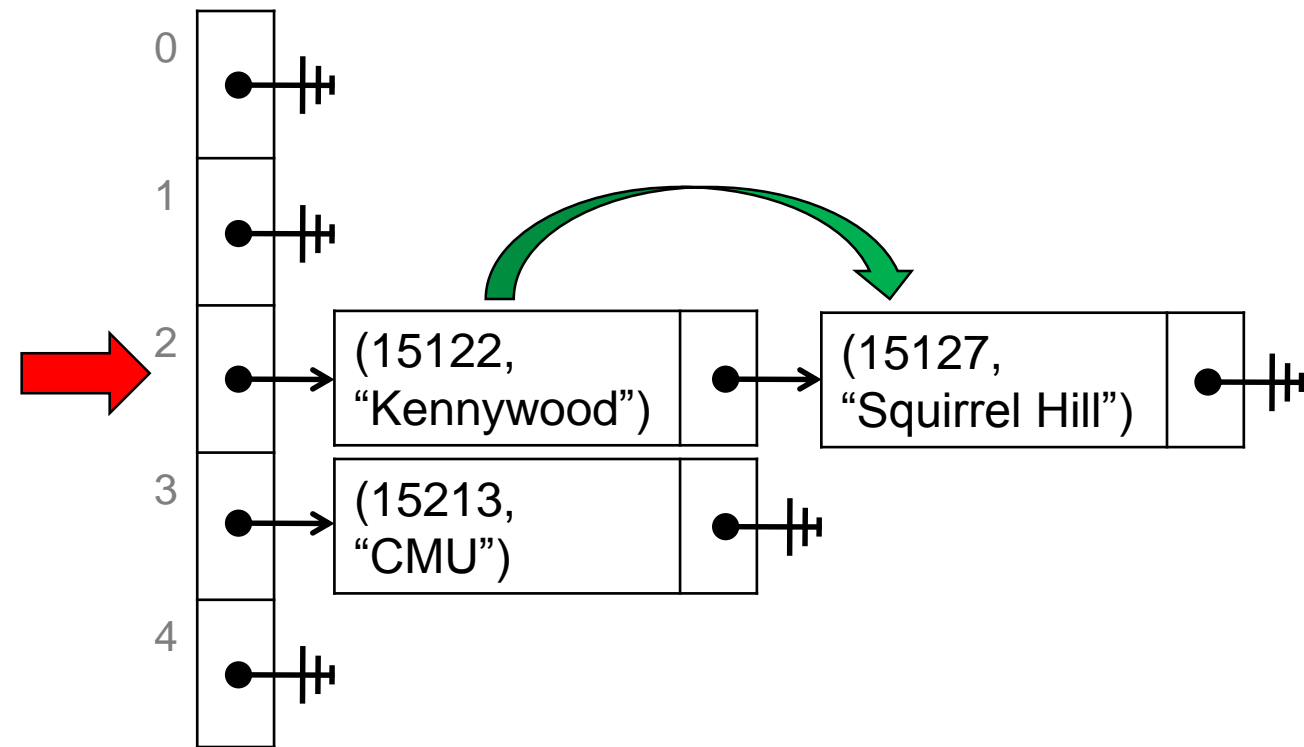 0
1
2
(15122,
“Kennywood”)
(15127,
“Squirrel Hill”)
3
(15213,
“CMU”)
4